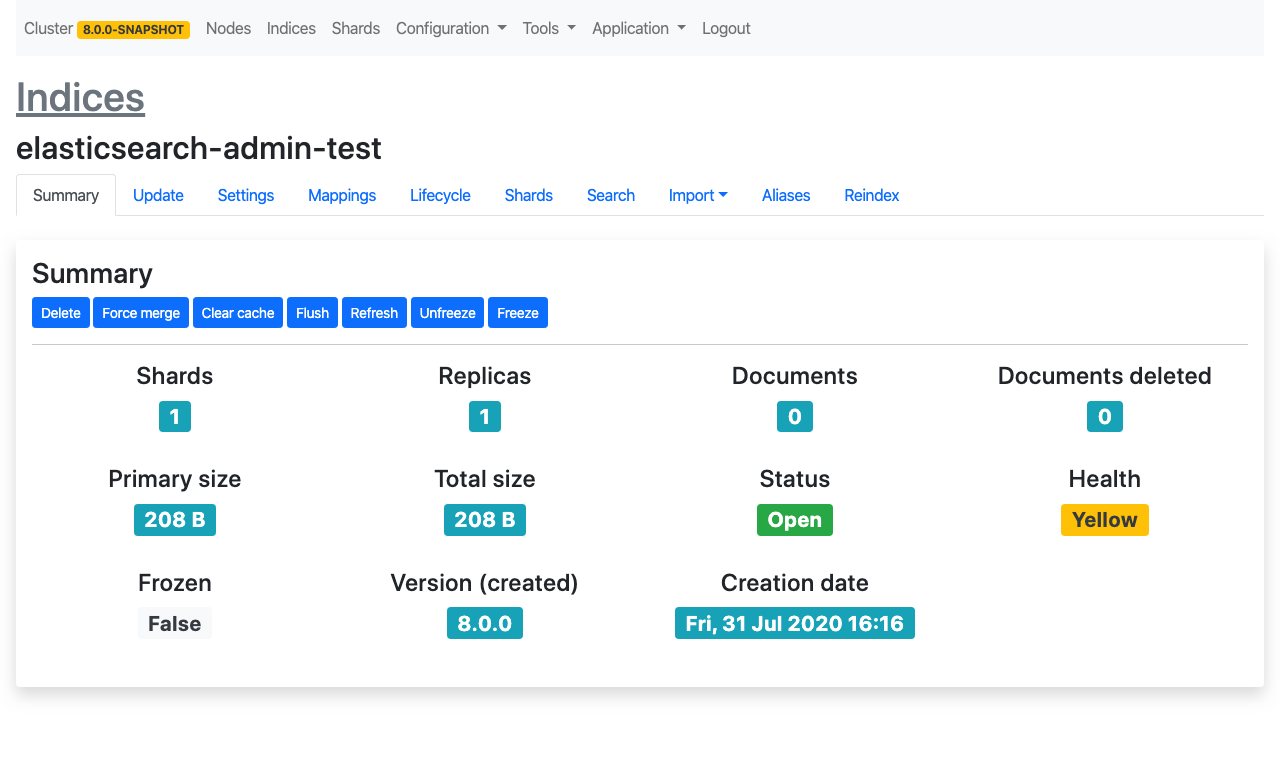 Cluster 8.0.0-SNAPSHOT Nodes Indices Shards Configuration Tools Application Logout
Indices
elasticsearch-admin-test
Summary Update Settings Mappings Lifecycle Shards Search Import Aliases Reindex
Summary
Delete Force merge Clear cache Flush Refresh Unfreeze Freeze
Shards Replicas Documents Documents deleted
1 1 0 0
Primary size Total size Status Health
208 B 208 B Open Yellow
Frozen Version (created) Creation date
False 8.0.0 Fri, 31 Jul 2020 16:16